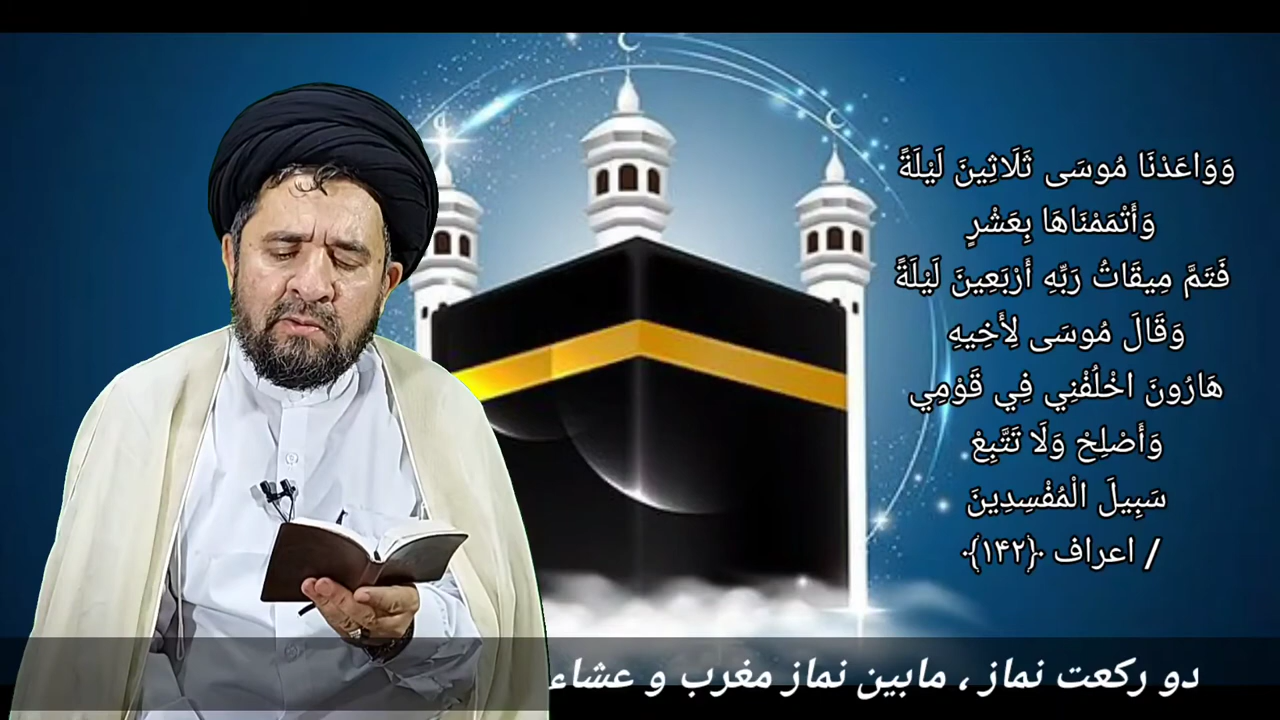 وَوَاعَدْنَا مُوسَى ثَلَاثِينَ لَيْلَةً
وَأَتْمَمْنَاهَا بِعَشْرٍ
فَتَمَّ مِيقَاتُ رَبِّهِ أَرْبَعِينَ لَيْلَةً
وَقَالَ مُوسَى لِأَخِيهِ
هَارُونَ اخْلُفْنِي فِي قَوْمِي
وَأَصْلِحْ وَلَا تَتَّبِعْ
سَبِيلَ الْمُفْسِدِينَ
/ اعراف ﴿۱۴۲﴾
دو رکعت نماز ، مابین نماز مغرب و عشاء